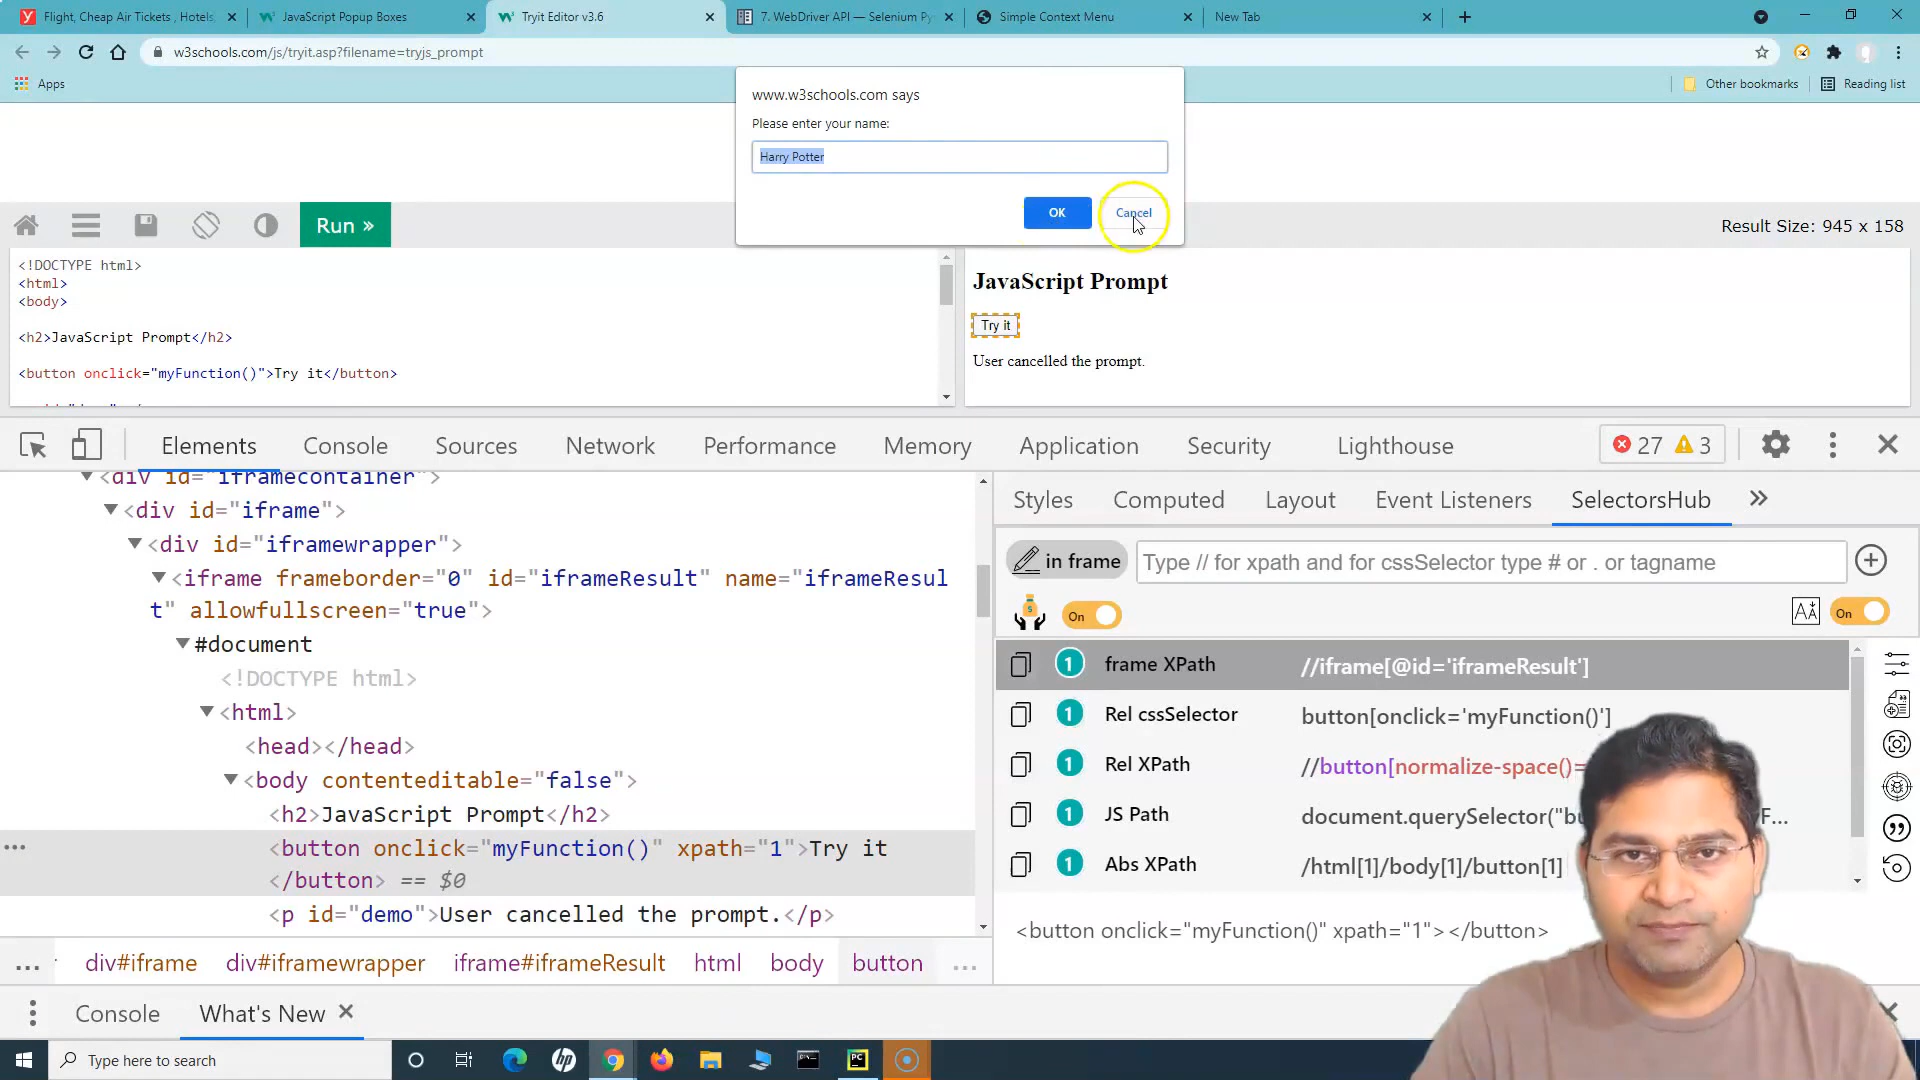 Flight, Cheap Air Tickets , Hotels
JavaScript Popup Boxes
Tryit Editor v3.6
7. WebDriver API — Selenium Py
Simple Context Menu
New Tab
w3schools.com/js/tryit.asp?filename=tryjs_prompt
Apps
Other bookmarks
Reading list
www.w3schools.com says
Please enter your name:
Harry Potter
OK
Cancel
Run »
Result Size: 945 x 158
<!DOCTYPE html>
<html>
<body>
<h2>JavaScript Prompt</h2>
<button onclick="myFunction()">Try it</button>
JavaScript Prompt
Try it
User cancelled the prompt.
Elements
Console
Sources
Network
Performance
Memory
Application
Security
Lighthouse
27
3
<div id="iframecontainer">
<div id="iframe">
<div id="iframewrapper">
<iframe frameborder="0" id="iframeResult" name="iframeResul
t" allowfullscreen="true">
#document
<!DOCTYPE html>
<html>
<head></head>
<body contenteditable="false">
<h2>JavaScript Prompt</h2>
<button onclick="myFunction()" xpath="1">Try it
</button> == $0
<p id="demo">User cancelled the prompt.</p>
... div#iframe div#iframewrapper iframe#iframeResult html body button ...
Styles
Computed
Layout
Event Listeners
SelectorsHub
in frame
Type // for xpath and for cssSelector type # or . or tagname
On
On
1 frame XPath //iframe[@id='iframeResult']
1 Rel cssSelector button[onclick='myFunction()']
1 Rel XPath //button[normalize-space()=
1 JS Path document.querySelector("bu F...
1 Abs XPath /html[1]/body[1]/button[1]
<button onclick="myFunction()" xpath="1"></button>
Console
What's New
Type here to search
hp
PC